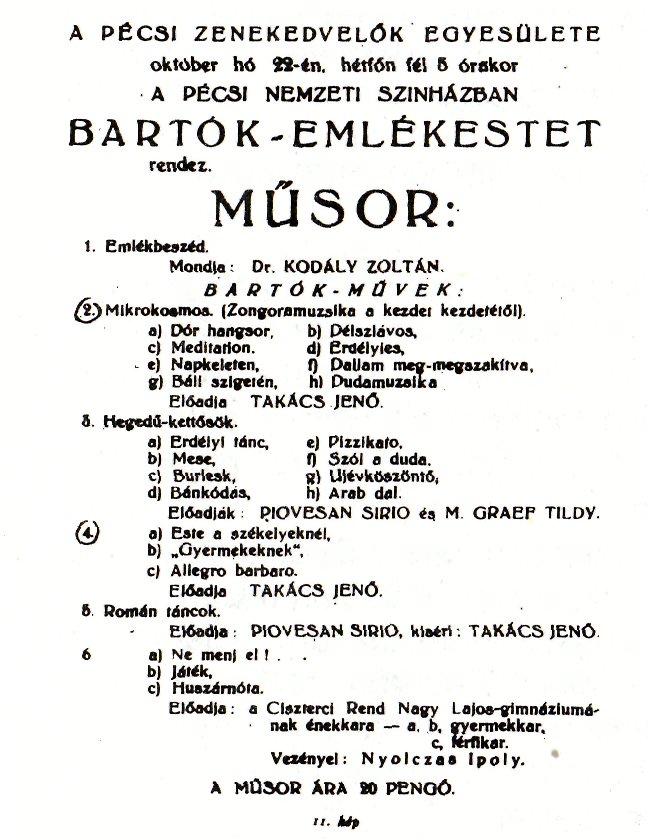 A PÉCSI ZENEKEDVELŐK EGYESÜLETE
október hó 22-én, hétfőn fél 5 órakor
A PÉCSI NEMZETI SZINHÁZBAN
BARTÓK-EMLÉKESTET
rendez.
MŰSOR:
1. Emlékbeszéd.
Mondja: Dr. KODÁLY ZOLTÁN.
BARTÓK-MŰVEK:
2. Mikrokosmos. (Zongoramuzsika a kezdet kezdetétől).
a) Dór hangsor, b) Délszlávos,
c) Meditation. d) Erdélyies,
e) Napkeleten, f) Dallam meg-megszakítva,
g) Báli szigetén, h) Dudamuzsika
Előadja TAKÁCS JENŐ.
3. Hegedű-kettősök.
a) Erdélyi tánc, e) Pizzikato.
b) Mese, f) Szól a duda.
c) Burlesk, g) Ujévköszöntő,
d) Bánkódás, h) Arab dal.
Előadják: PIOVESAN SIRIO és M. GRAEF TILDY.
4. a) Este a székelyeknél,
b) „Gyermekeknek“,
c) Allegro barbaro.
Előadja TAKÁCS JENŐ.
5. Román táncok.
Előadja: PIOVESAN SIRIO, kiséri: TAKÁCS JENŐ.
6 a) Ne menj el!
b) Játék,
c) Huszárnóta.
Előadja: a Ciszterci Rend Nagy Lajos-gimnáziumá-
nak énekkara — a. b. gyermekkar,
c, férfikar.
Vezényel: Nyolczas Ipoly.
A MŰSOR ÁRA 20 PENGŐ.
11. kép